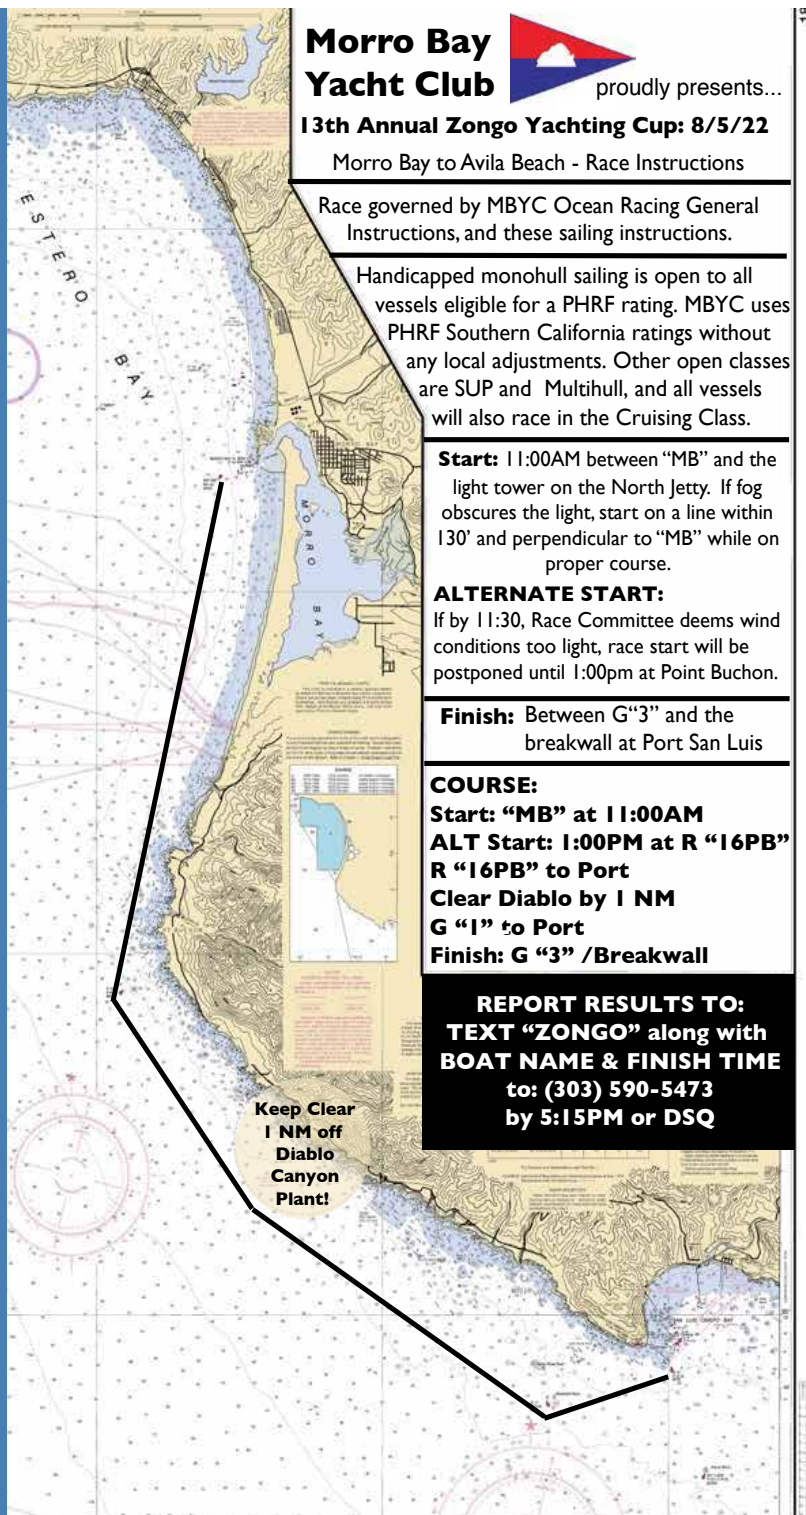 Morro Bay
Yacht Club
proudly presents...
13th Annual Zongo Yachting Cup: 8/5/22
Morro Bay to Avila Beach - Race Instructions
Race governed by MBYC Ocean Racing General
Instructions, and these sailing instructions.
Handicapped monohull sailing is open to all
vessels eligible for a PHRF rating. MBYC uses
PHRF Southern California ratings without
any local adjustments. Other open classes
are SUP and Multihull, and all vessels
will also race in the Cruising Class.
Start: 11:00AM between “MB” and the
light tower on the North Jetty. If fog
obscures the light, start on a line within
130' and perpendicular to “MB” while on
proper course.
ALTERNATE START:
If by 11:30, Race Committee deems wind
conditions too light, race start will be
postponed until 1:00pm at Point Buchon.
Finish: Between G“3” and the
breakwall at Port San Luis
COURSE:
Start: “MB” at 11:00AM
ALT Start: 1:00PM at R “16PB”
R “16PB” to Port
Clear Diablo by 1 NM
G “1” to Port
Finish: G “3” /Breakwall
REPORT RESULTS TO:
TEXT “ZONGO” along with
BOAT NAME & FINISH TIME
to: (303) 590-5473
by 5:15PM or DSQ
ESTERO
BAY
MORRO
BAY
Keep Clear
1 NM off
Diablo
Canyon
Plant!
SAN LUIS OBISPO BAY